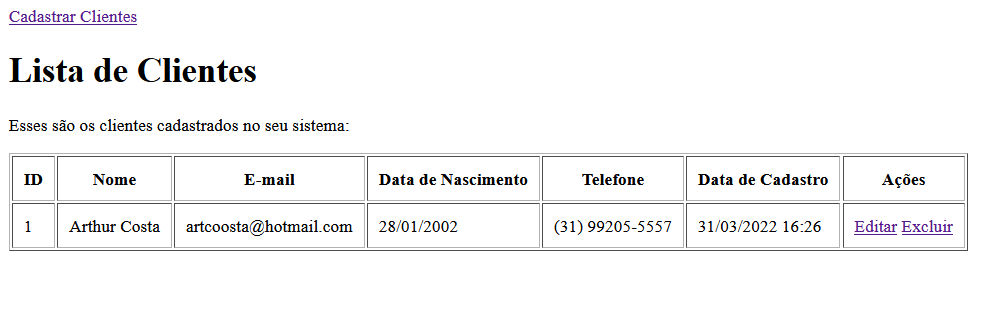 Cadastrar Clientes
Lista de Clientes
Esses são os clientes cadastrados no seu sistema:
ID Nome E-mail Data de Nascimento Telefone Data de Cadastro Ações
1 Arthur Costa artcoosta@hotmail.com 28/01/2002 (31) 99205-5557 31/03/2022 16:26 Editar Excluir